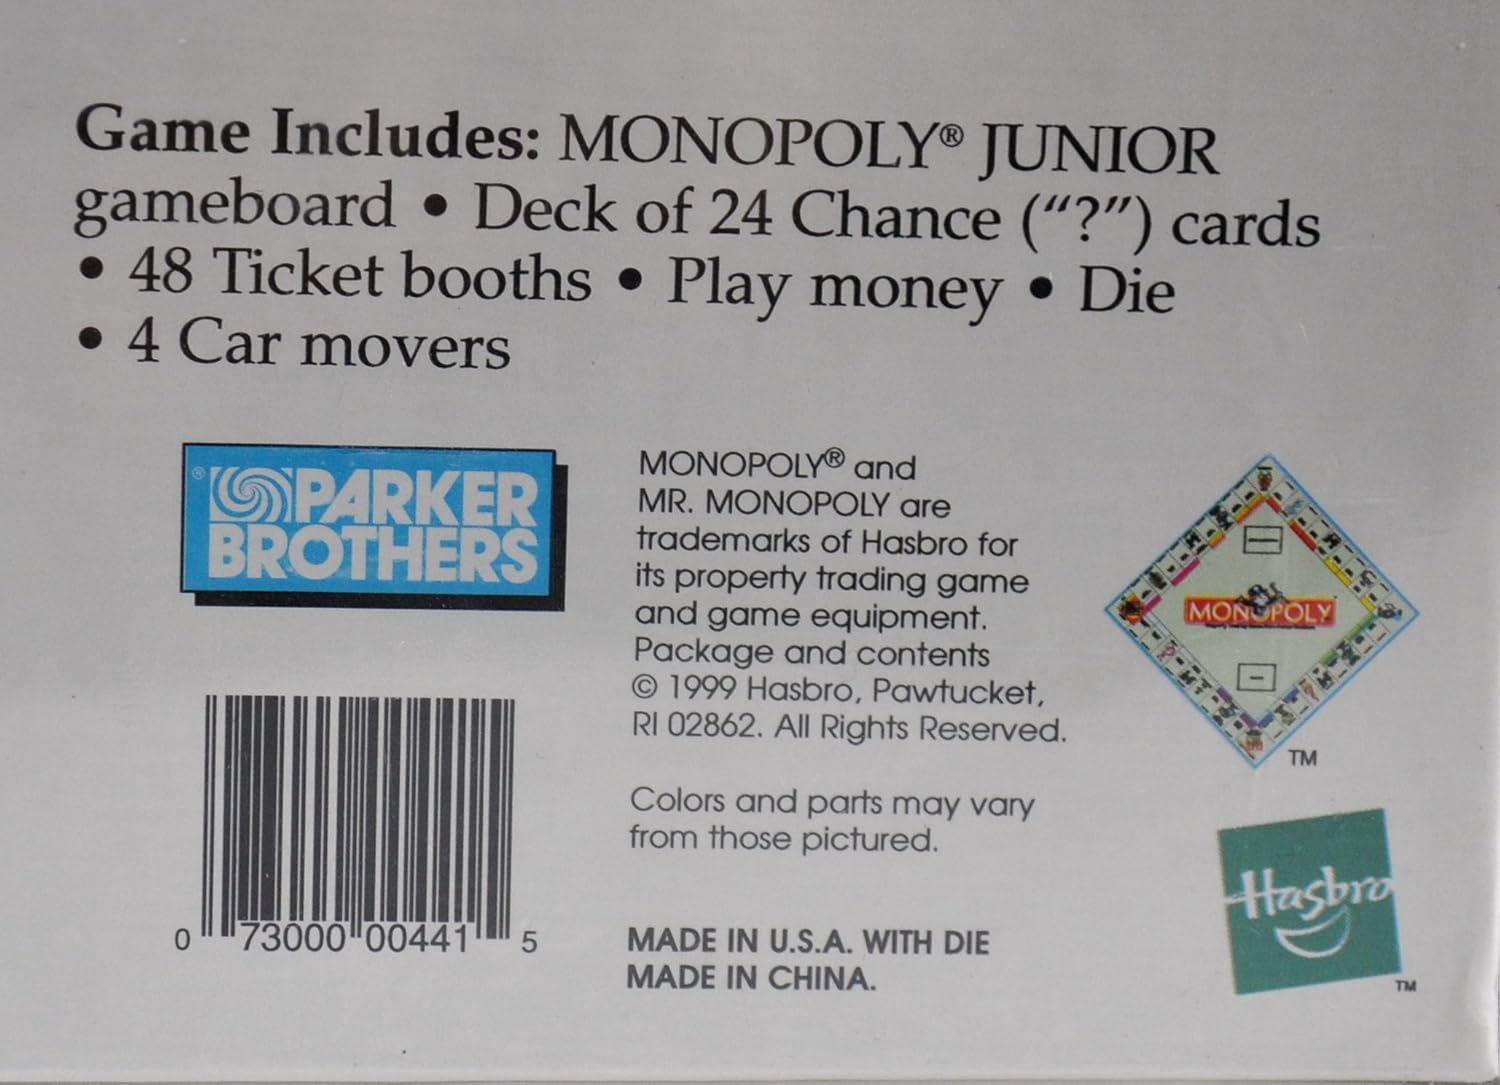 Game Includes: MONOPOLY® JUNIOR
gameboard • Deck of 24 Chance (“?”) cards
• 48 Ticket booths • Play money • Die
• 4 Car movers
® PARKER
BROTHERS
MONOPOLY® and
MR. MONOPOLY are
trademarks of Hasbro for
its property trading game
and game equipment.
Package and contents
© 1999 Hasbro, Pawtucket,
RI 02862. All Rights Reserved.
Colors and parts may vary
from those pictured.
MADE IN U.S.A. WITH DIE
MADE IN CHINA.
0 73000 00441 5
MONOPOLY
TM
Hasbro
TM